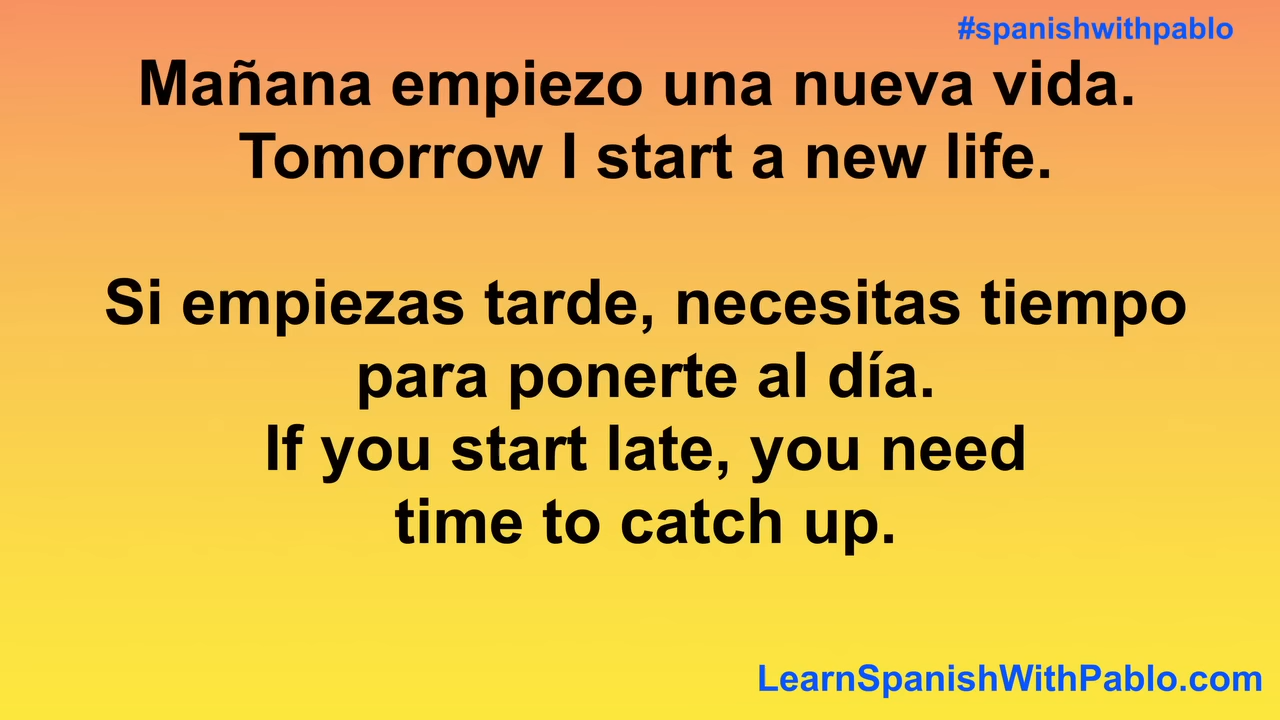 #spanishwithpablo
Mañana empiezo una nueva vida.
Tomorrow I start a new life.
Si empiezas tarde, necesitas tiempo
para ponerte al día.
If you start late, you need
time to catch up.
LearnSpanishWithPablo.com